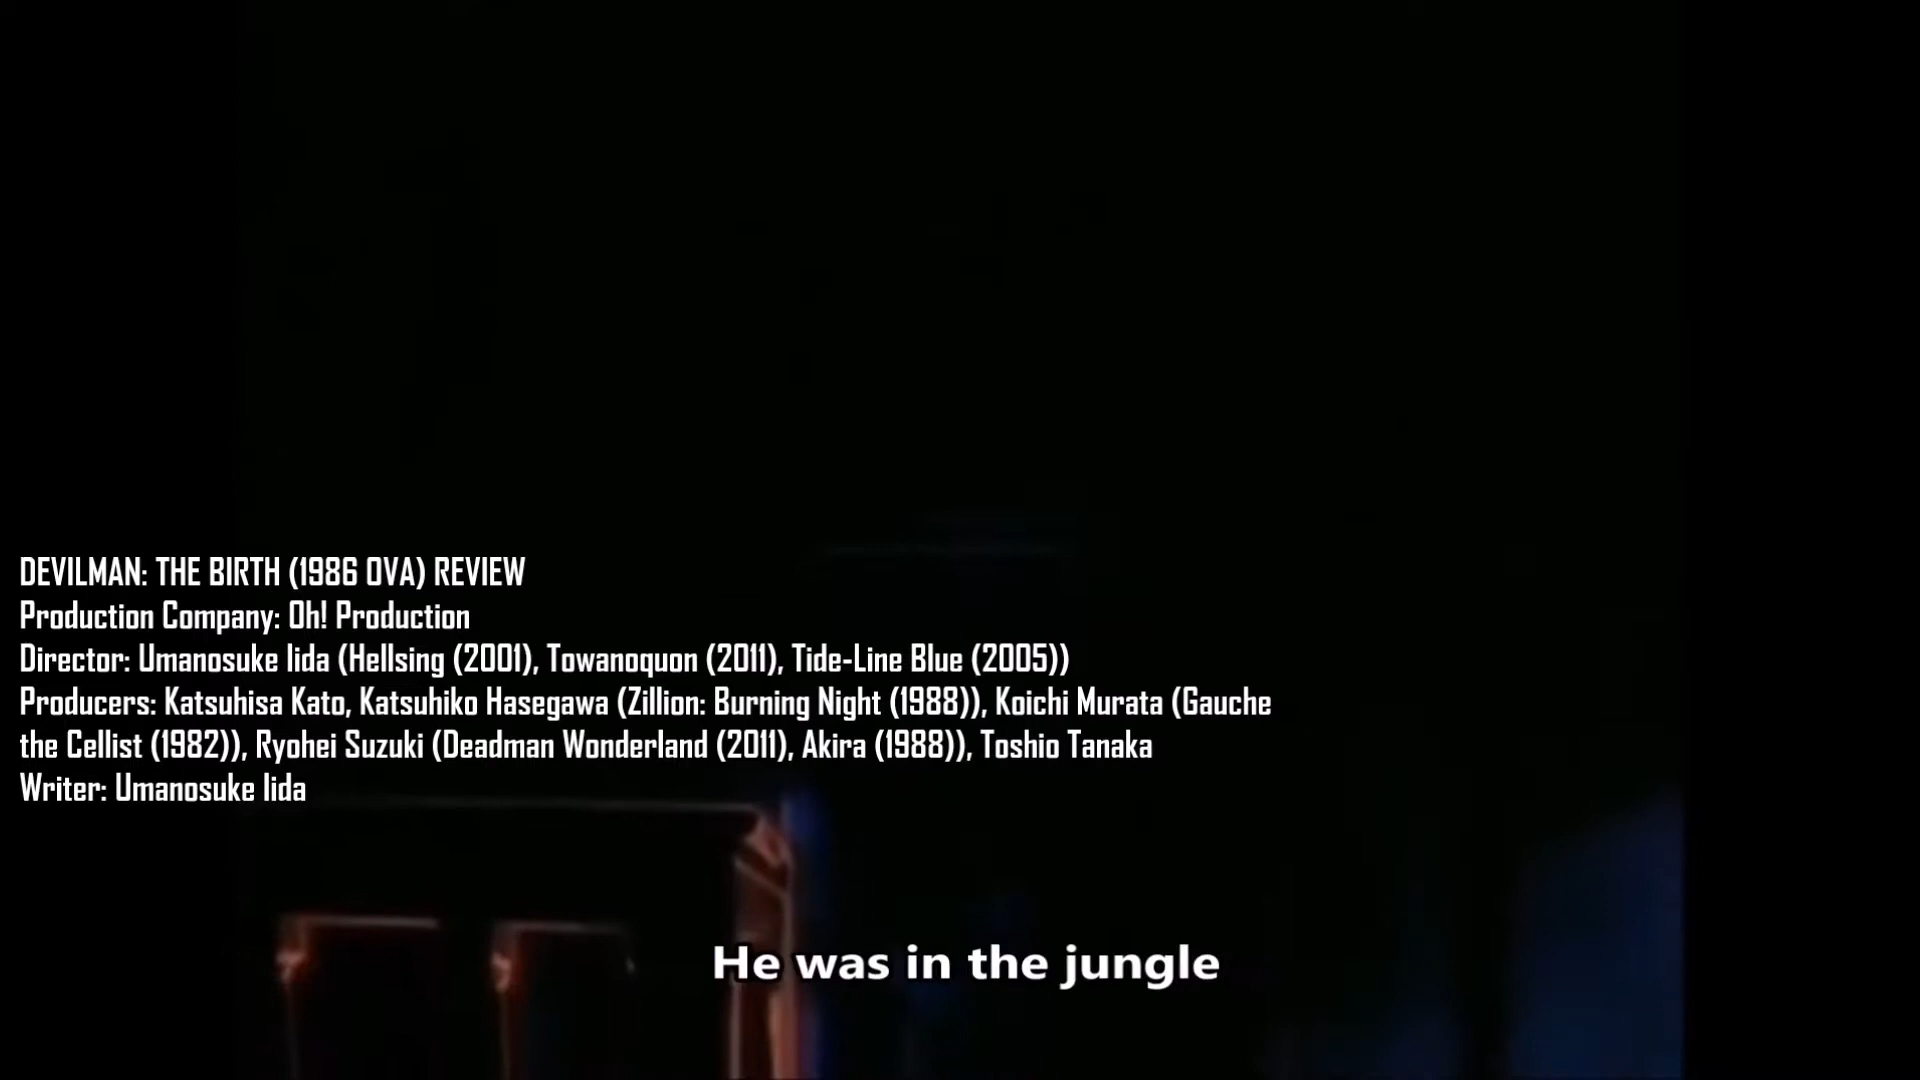 DEVILMAN: THE BIRTH (1986 OVA) REVIEW
Production Company: Oh! Production
Director: Umanosuke Iida (Hellsing (2001), Towanoquon (2011), Tide-Line Blue (2005))
Producers: Katsuhisa Kato, Katsuhiko Hasegawa (Zillion: Burning Night (1988)), Koichi Murata (Gauche
the Cellist (1982)), Ryohei Suzuki (Deadman Wonderland (2011), Akira (1988)), Toshio Tanaka
Writer: Umanosuke Iida
He was in the jungle